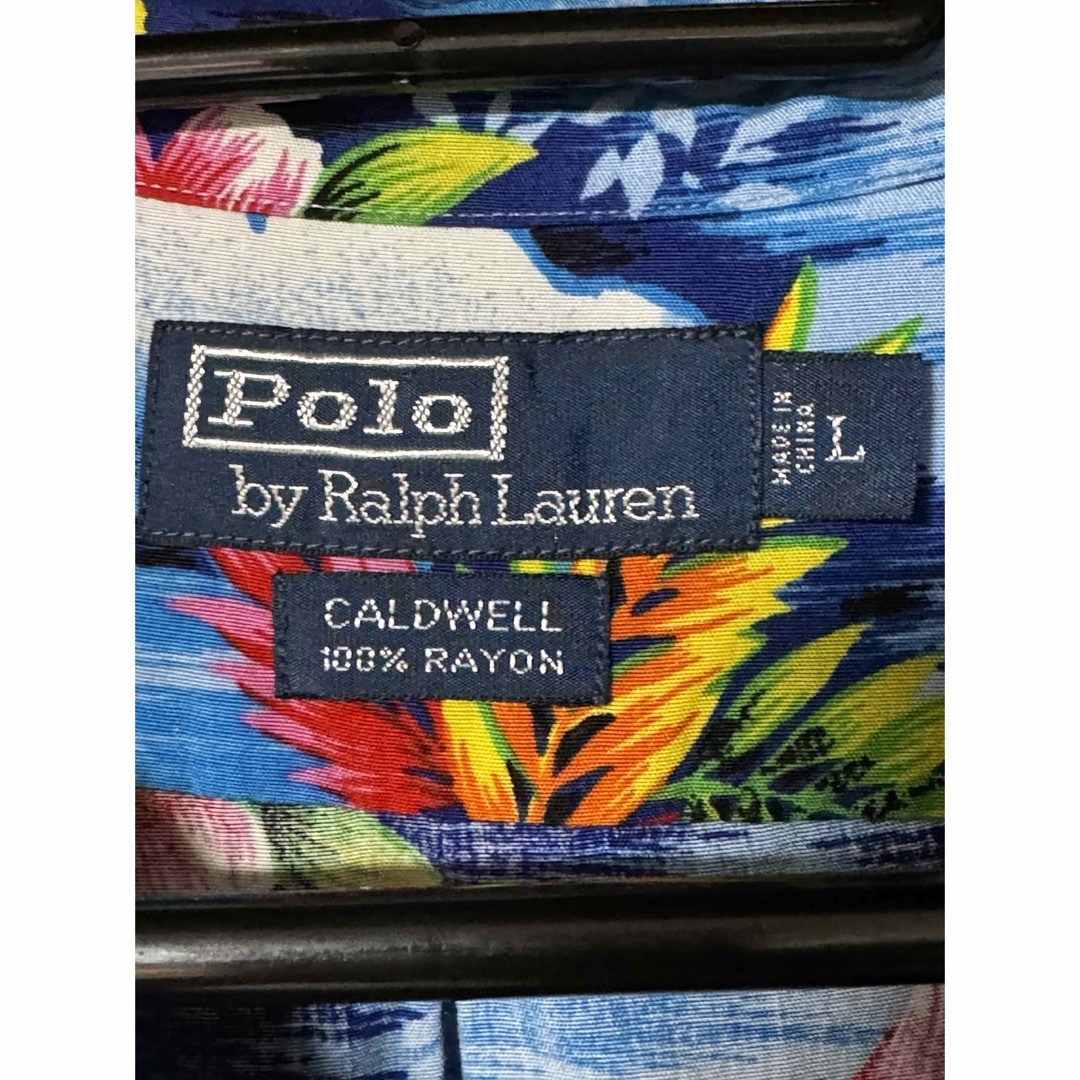 Polo
by Ralph Lauren
MADE IN
CHINA
L
CALDWELL
100% RAYON